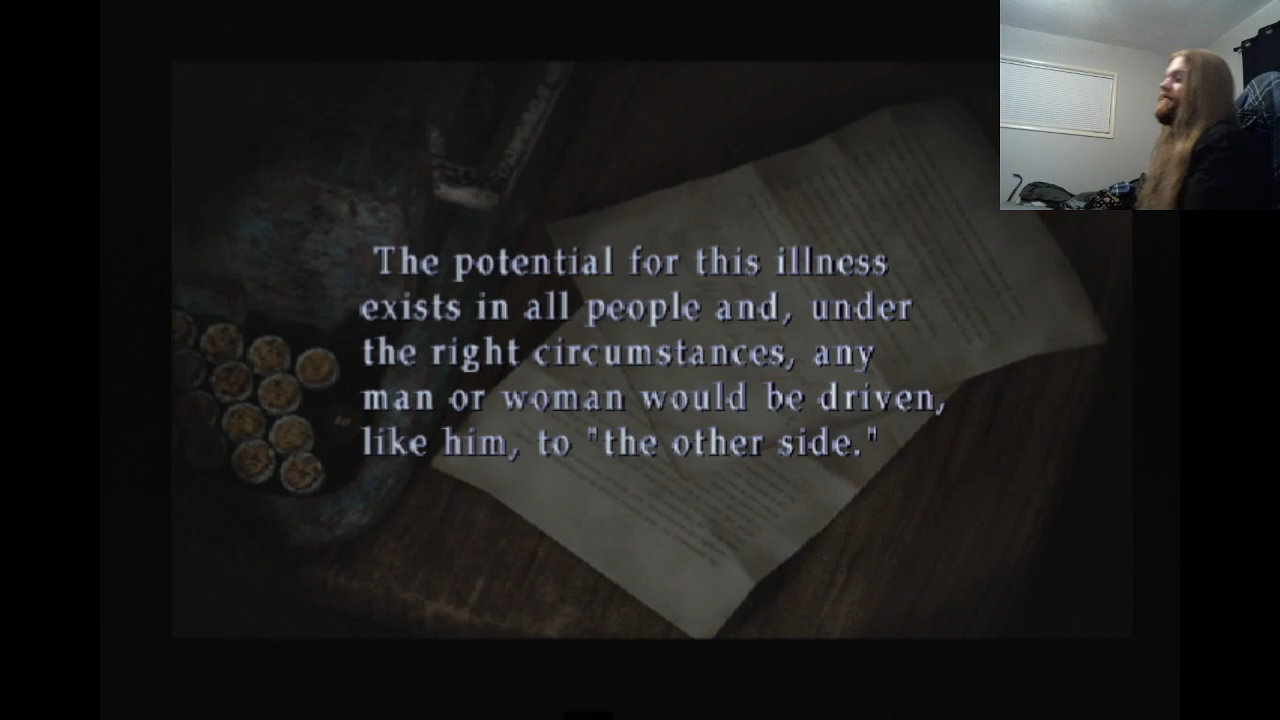 The potential for this illness
exists in all people and, under
the right circumstances, any
man or woman would be driven,
like him, to "the other side."